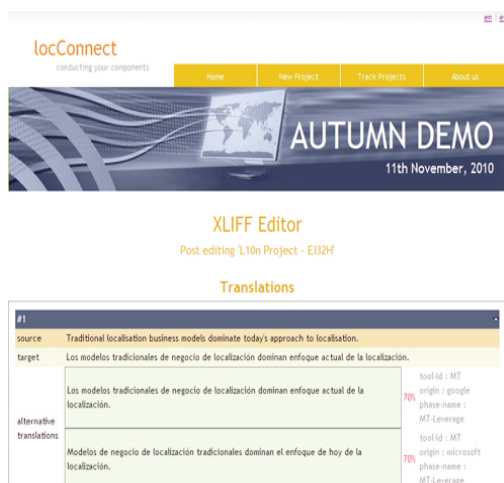 en | e
locConnect
conducting your components
Home New Project Track Projects About us
AUTUMN DEMO
11th November, 2010
XLIFF Editor
Post editing 'L10n Project - EI32H'
Translations
#1
source Traditional localisation business models dominate today's approach to localisation.
target Los modelos tradicionales de negocio de localización dominan enfoque actual de la localización.
alternative translations
Los modelos tradicionales de negocio de localización dominan enfoque actual de la
localización.
70%
tool-id : MT
origin : google
phase-name :
MT-Leverage
Modelos de negocio de localización tradicionales dominan el enfoque de hoy de la
localización.
70%
tool-id : MT
origin : microsoft
phase-name :
MT-Leverage